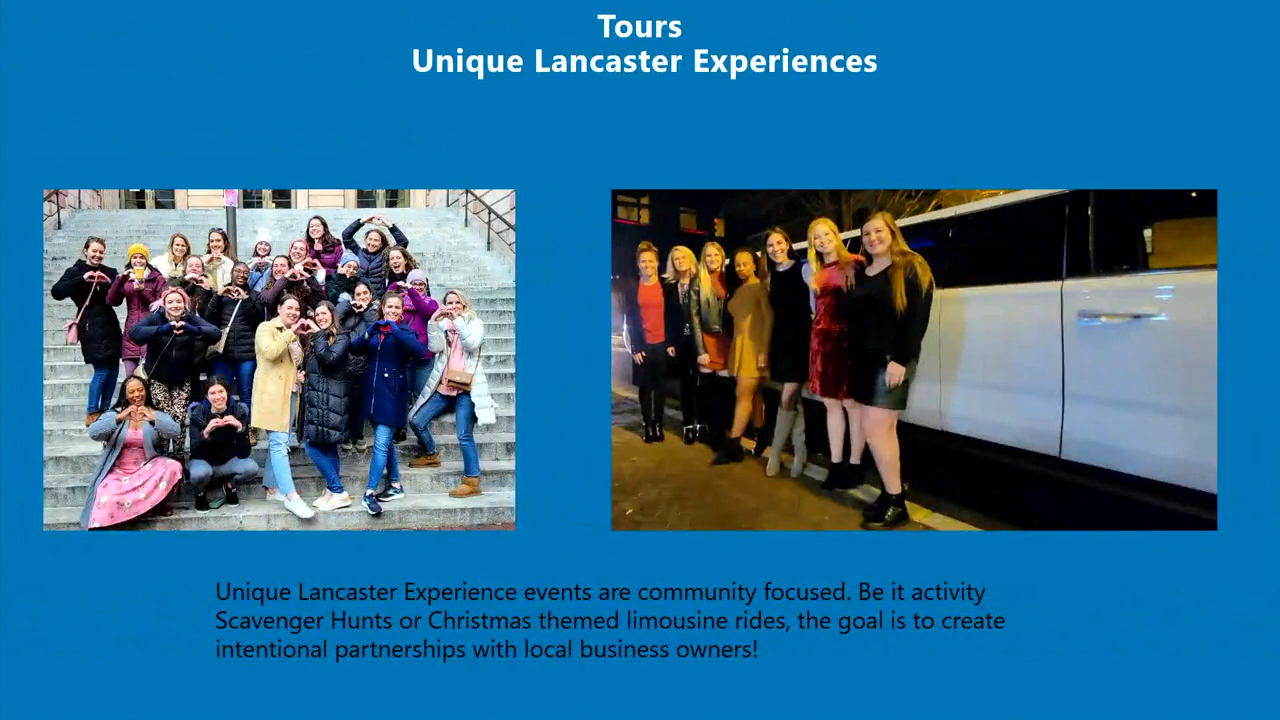 Tours
Unique Lancaster Experiences
Unique Lancaster Experience events are community focused. Be it activity
Scavenger Hunts or Christmas themed limousine rides, the goal is to create
intentional partnerships with local business owners!